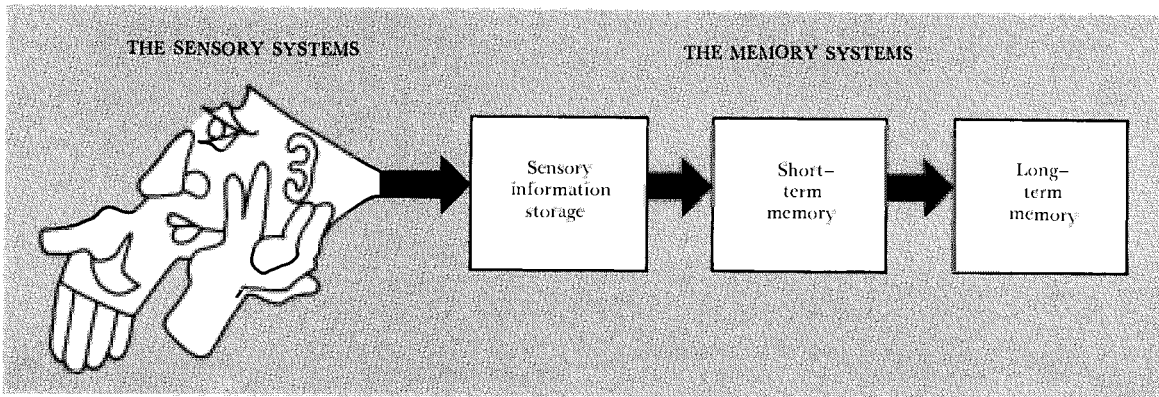 THE SENSORY SYSTEMS
THE MEMORY SYSTEMS
Sensory
information
storage
Short–
term
memory
Long–
term
memory